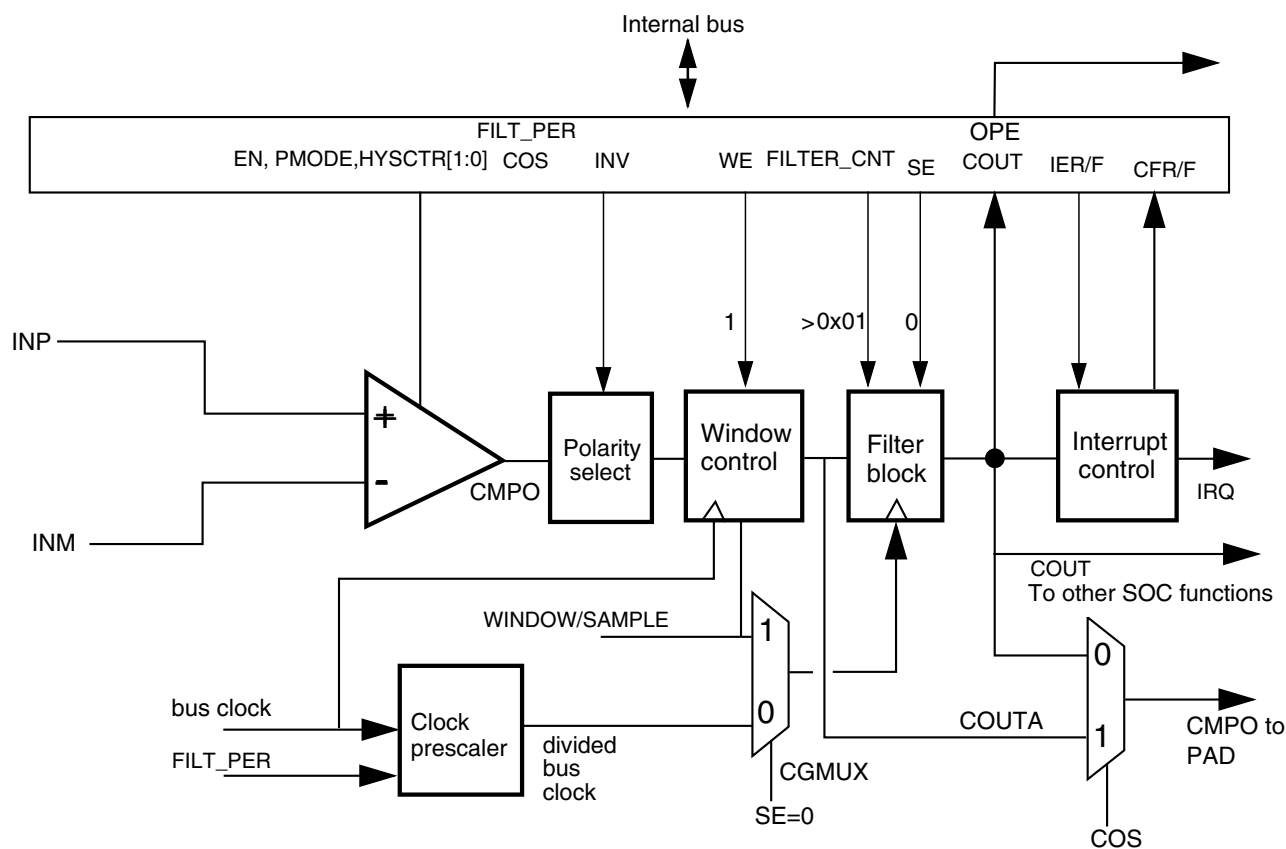 Internal bus
FILT_PER
OPE
EN, PMODE,HYSCTR[1:0]
COS
INV
WE
FILTER_CNT
SE
COUT
IER/F
CFR/F
1
>0x01
0
INP
+
-
INM
CMPO
Polarity
select
Window
control
Filter
block
Interrupt
control
IRQ
COUT
To other SOC functions
WINDOW/SAMPLE
1
0
bus clock
FILT_PER
Clock
prescaler
divided
bus
clock
CGMUX
SE=0
COUTA
0
1
CMPO to
PAD
COS